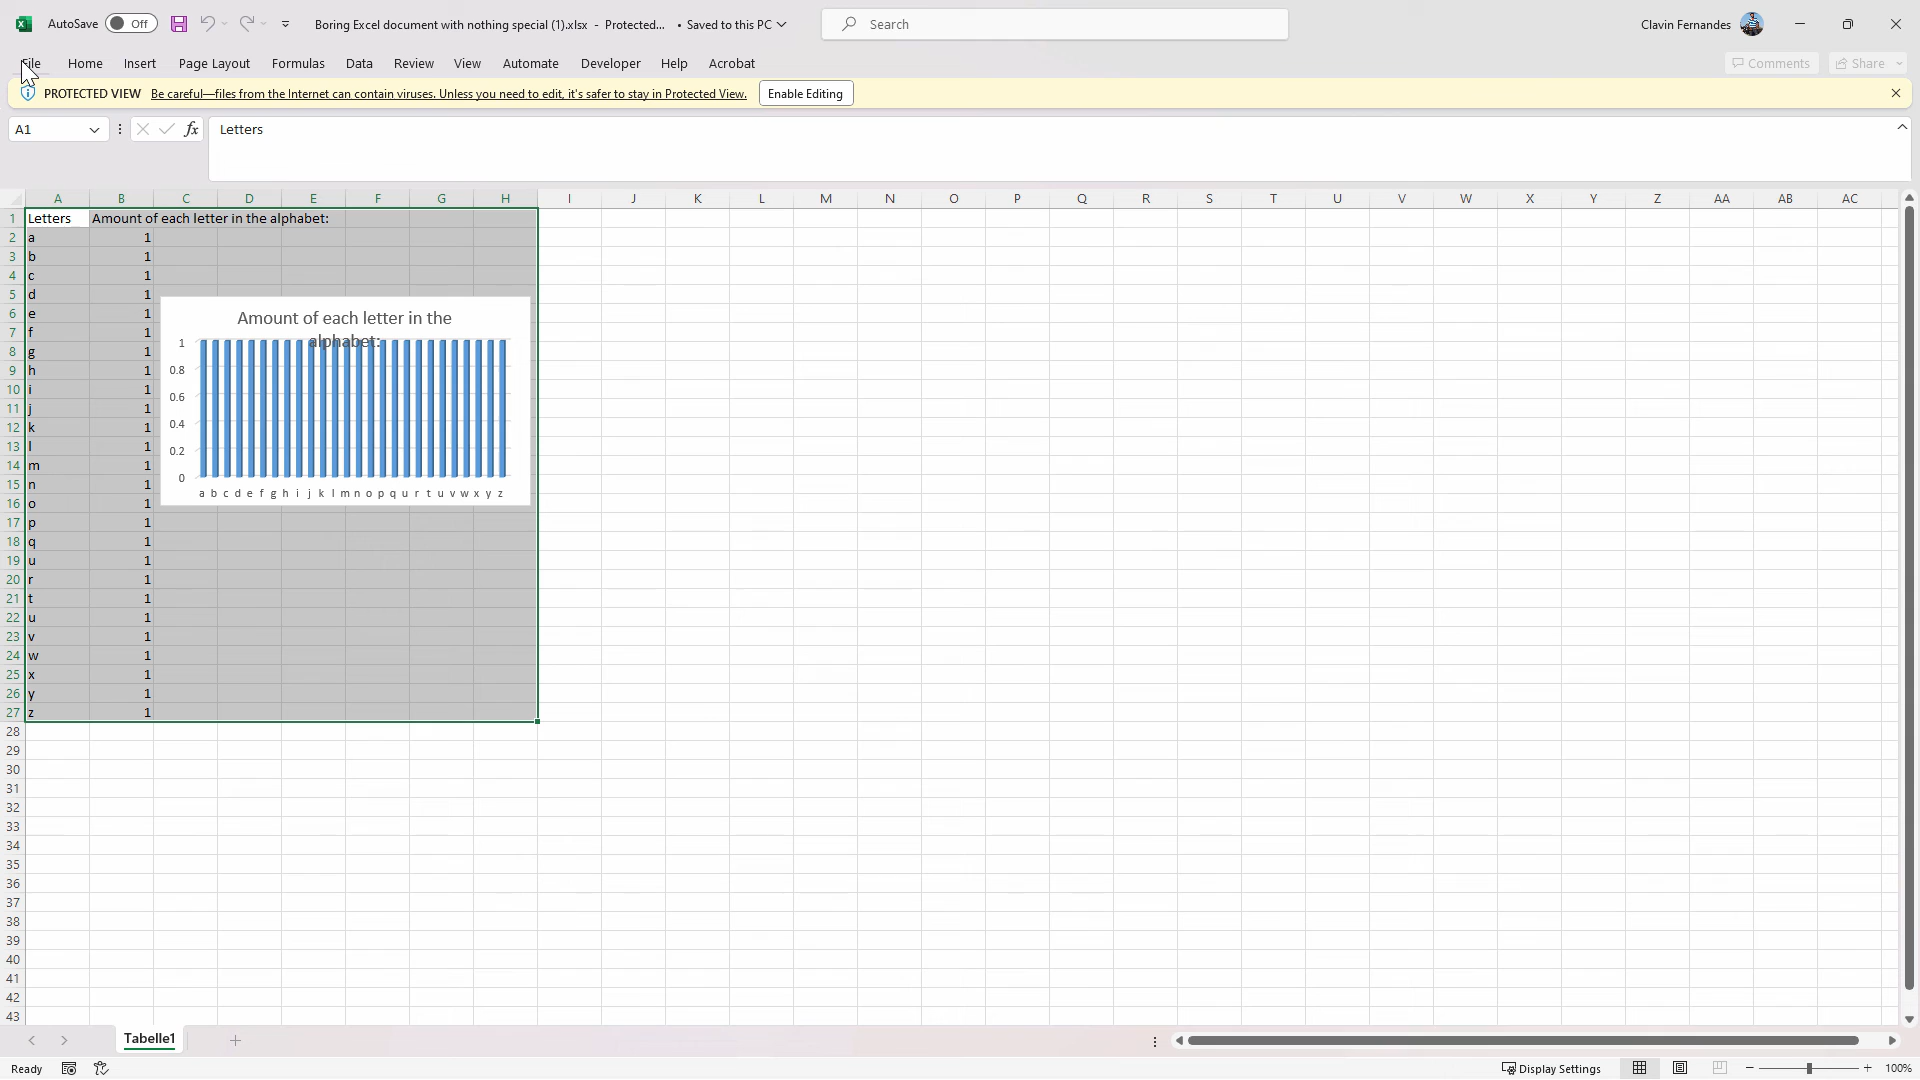 AutoSave Off Boring Excel document with nothing special (1).xlsx - Protected... • Saved to this PC Search Clavin Fernandes
File Home Insert Page Layout Formulas Data Review View Automate Developer Help Acrobat Comments Share
PROTECTED VIEW Be careful—files from the Internet can contain viruses. Unless you need to edit, it's safer to stay in Protected View. Enable Editing
A1 fx Letters
A B C D E F G H I J K L M N O P Q R S T U V W X Y Z AA AB AC
1 Letters Amount of each letter in the alphabet:
2 a 1
3 b 1
4 c 1
5 d 1
6 e 1
7 f 1
8 g 1
9 h 1
10 i 1
11 j 1
12 k 1
13 l 1
14 m 1
15 n 1
16 o 1
17 p 1
18 q 1
19 u 1
20 r 1
21 t 1
22 u 1
23 v 1
24 w 1
25 x 1
26 y 1
27 z 1
28
29
30
31
32
33
34
35
36
37
38
39
40
41
42
43
Amount of each letter in the
alphabet:
1
0.8
0.6
0.4
0.2
0
a b c d e f g h i j k l m n o p q u r t u v w x y z
Tabelle1
Ready Display Settings 100%